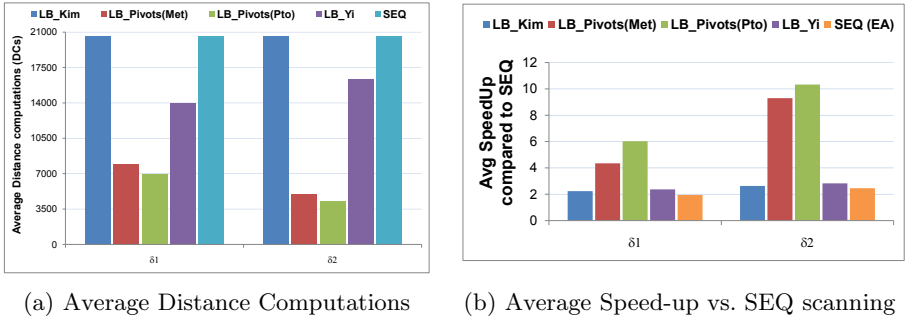 LB_Kim LB_Pivots(Met) LB_Pivots(Pto) LB_Yi SEQ
Average Distance computations (DCs)
21000
17500
14000
10500
7000
3500
0
δ1 δ2
(a) Average Distance Computations
LB_Kim LB_Pivots(Met) LB_Pivots(Pto) LB_Yi SEQ (EA)
Avg SpeedUp
compared to SEQ
14
12
10
8
6
4
2
0
δ1 δ2
(b) Average Speed-up vs. SEQ scanning